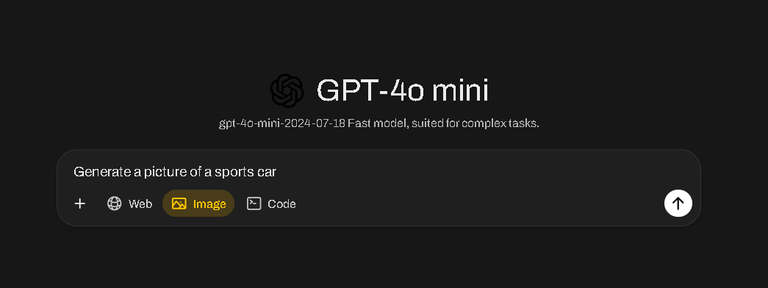 GPT-4o mini
gpt-4o-mini-2024-07-18 Fast model, suited for complex tasks.
Generate a picture of a sports car
Web Image Code